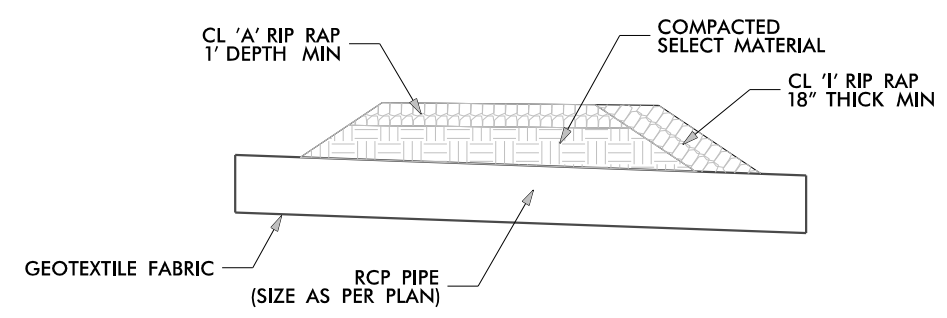 CL 'A' RIP RAP
1' DEPTH MIN
COMPACTED
SELECT MATERIAL
CL 'I' RIP RAP
18" THICK MIN
GEOTEXTILE FABRIC
RCP PIPE
(SIZE AS PER PLAN)